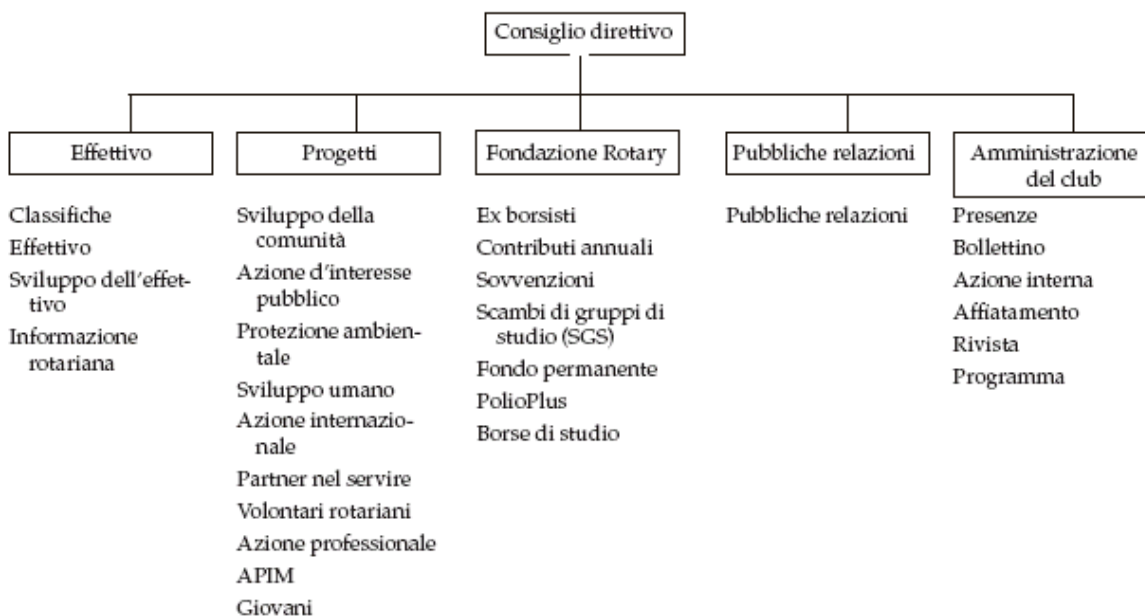 Consiglio direttivo
Effettivo
Progetti
Fondazione Rotary
Pubbliche relazioni
Amministrazione
del club
Classifiche
Effettivo
Sviluppo dell'effet-
tivo
Informazione
rotariana
Sviluppo della
comunità
Azione d'interesse
pubblico
Protezione ambien-
tale
Sviluppo umano
Azione internazio-
nale
Partner nel servire
Volontari rotariani
Azione professionale
APIM
Giovani
Ex borsisti
Contributi annuali
Sovvenzioni
Scambi di gruppi di
studio (SGS)
Fondo permanente
PolioPlus
Borse di studio
Pubbliche relazioni
Presenze
Bollettino
Azione interna
Affiatamento
Rivista
Programma